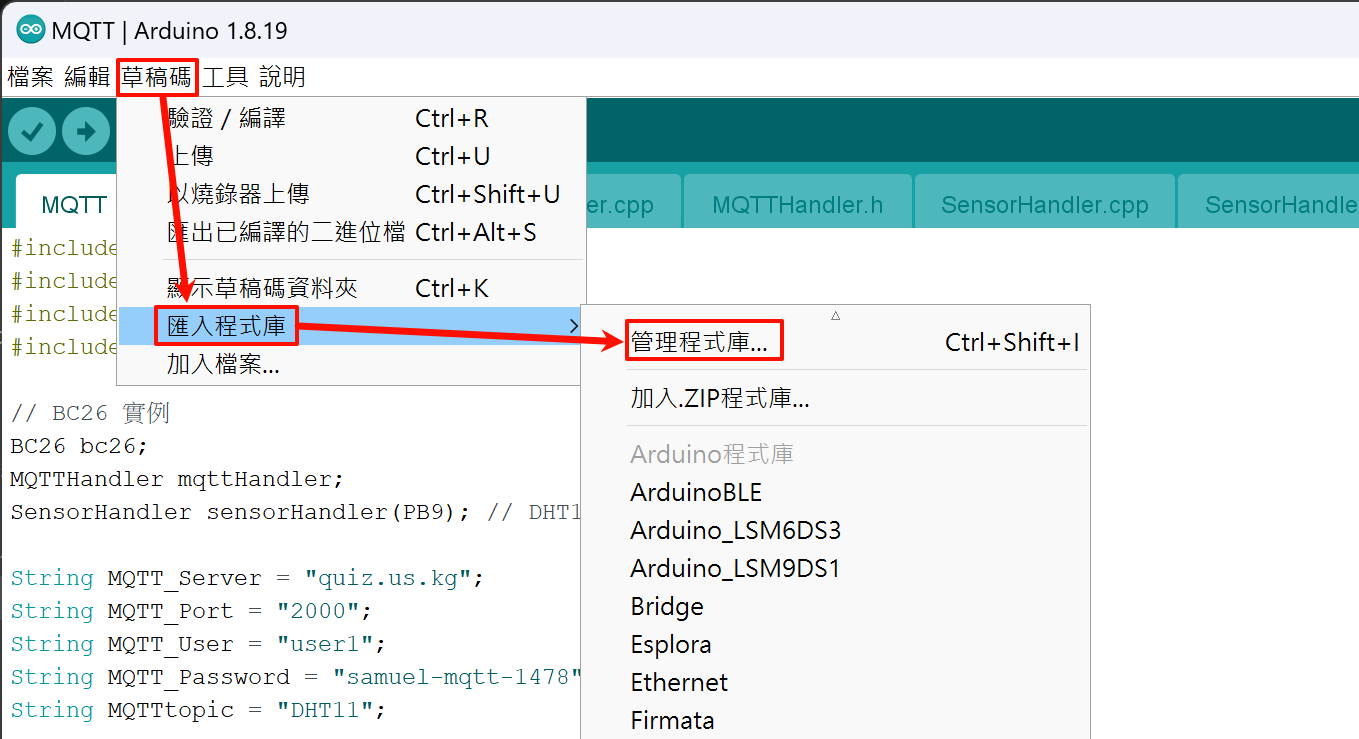 MQTT | Arduino 1.8.19
檔案 編輯 草稿碼 工具 說明
驗證 / 編譯 Ctrl+R
上傳 Ctrl+U
以燒錄器上傳 Ctrl+Shift+U
匯出已編譯的二進位檔 Ctrl+Alt+S
顯示草稿碼資料夾 Ctrl+K
匯入程式庫
加入檔案...
管理程式庫... Ctrl+Shift+I
加入.ZIP程式庫...
Arduino程式庫
ArduinoBLE
Arduino_LSM6DS3
Arduino_LSM9DS1
Bridge
Esplora
Ethernet
Firmata
MQTT er.cpp MQTTHandler.h SensorHandler.cpp SensorHandle
#include
#include
#include
#include
// BC26 實例
BC26 bc26;
MQTTHandler mqttHandler;
SensorHandler sensorHandler(PB9); // DHT1
String MQTT_Server = "quiz.us.kg";
String MQTT_Port = "2000";
String MQTT_User = "user1";
String MQTT_Password = "samuel-mqtt-1478"
String MQTTtopic = "DHT11";